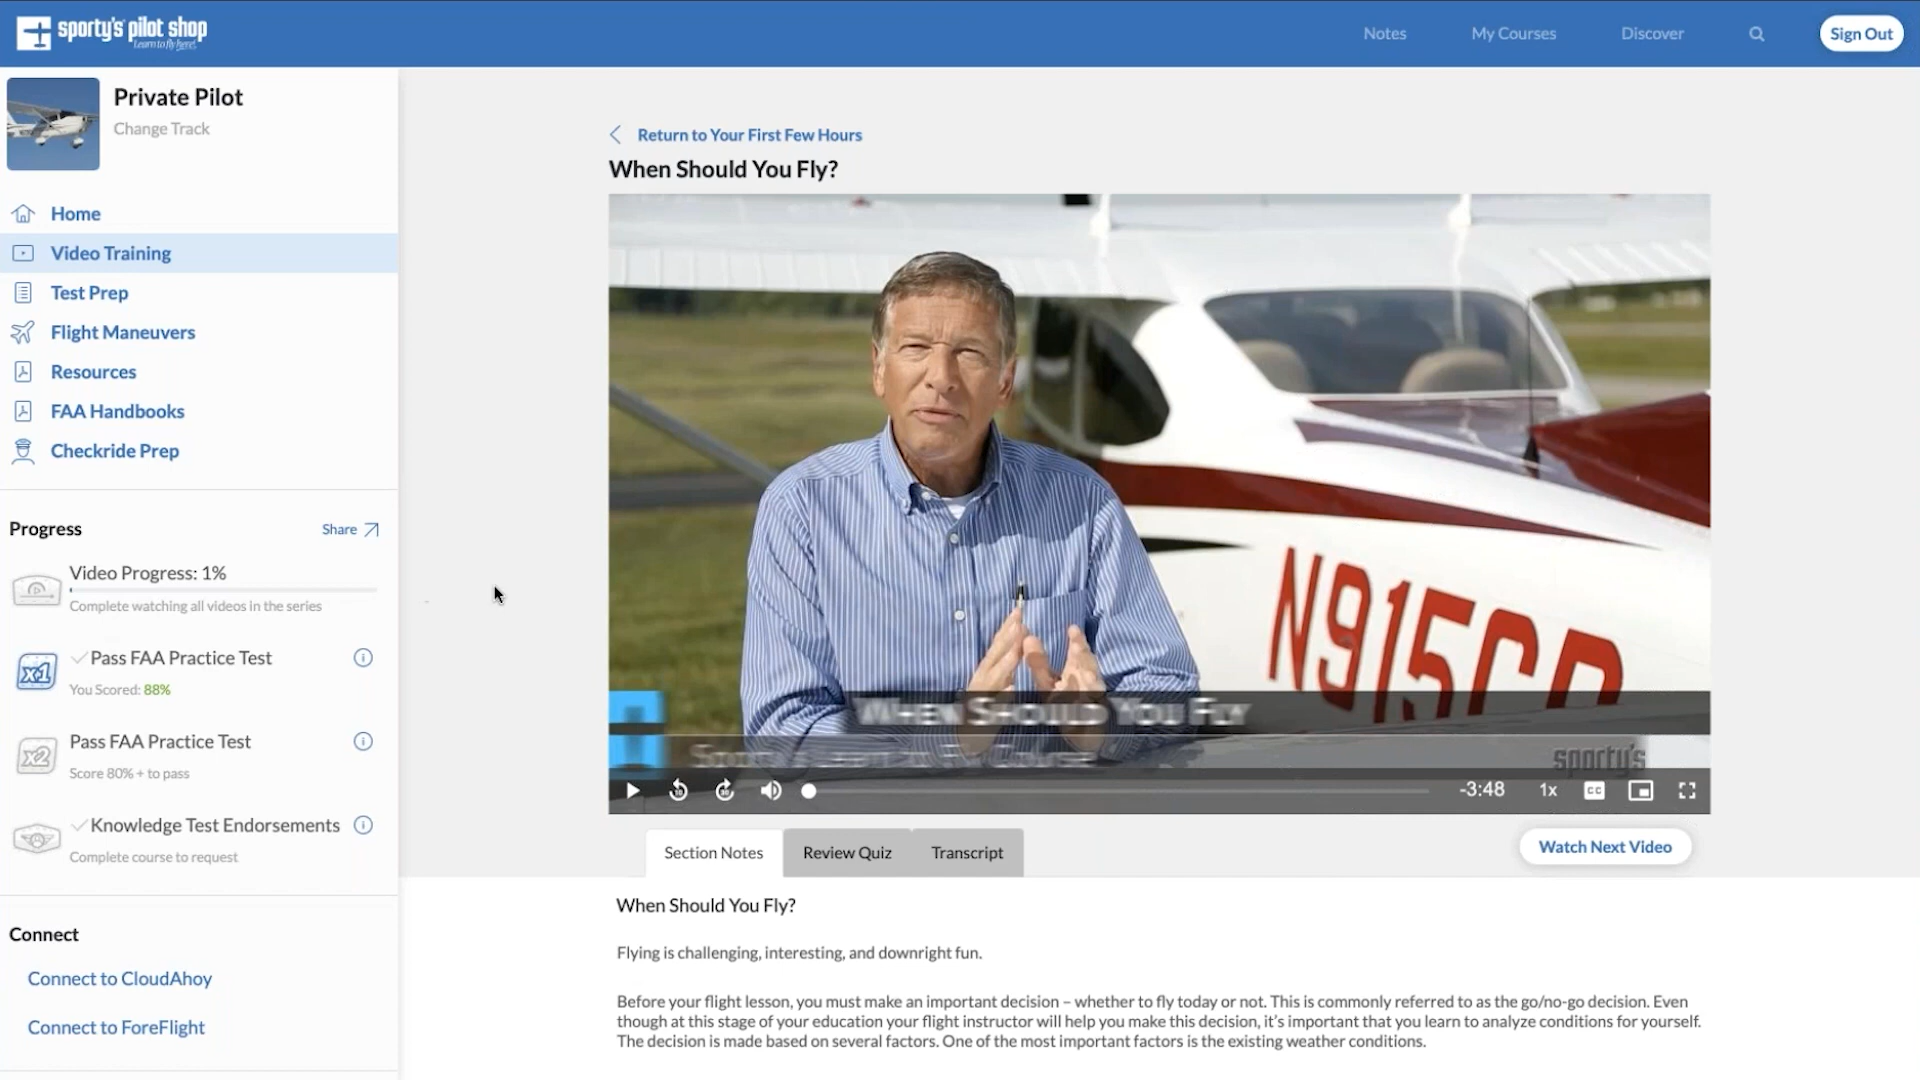 sporty's pilot shop
Learn to fly here!
Notes
My Courses
Discover
Sign Out
Private Pilot
Change Track
Home
Video Training
Test Prep
Flight Maneuvers
Resources
FAA Handbooks
Checkride Prep
Progress
Share
Video Progress: 1%
Complete watching all videos in the series
x1
Pass FAA Practice Test
You Scored: 88%
x2
Pass FAA Practice Test
Score 80% + to pass
Knowledge Test Endorsements
Complete course to request
Connect
Connect to CloudAhoy
Connect to ForeFlight
Return to Your First Few Hours
When Should You Fly?
N915C
When Should You Fly
sporty's
10
30
-3:48
1x
CC
Section Notes
Review Quiz
Transcript
Watch Next Video
When Should You Fly?
Flying is challenging, interesting, and downright fun.
Before your flight lesson, you must make an important decision – whether to fly today or not. This is commonly referred to as the go/no-go decision. Even
though at this stage of your education your flight instructor will help you make this decision, it's important that you learn to analyze conditions for yourself.
The decision is made based on several factors. One of the most important factors is the existing weather conditions.